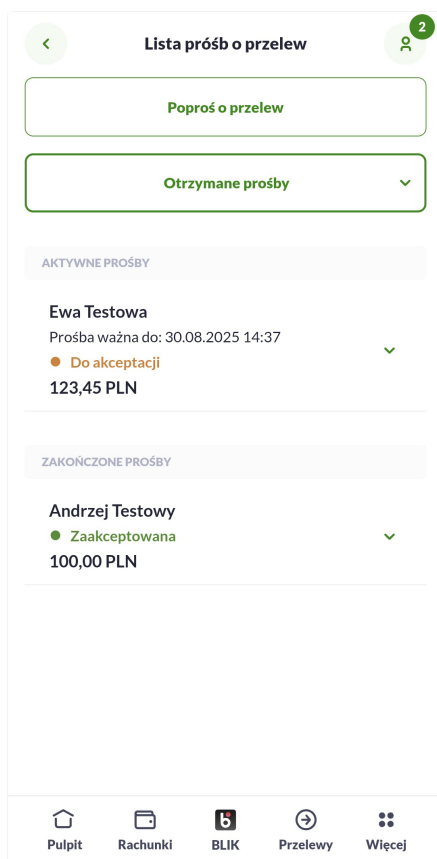 2
Lista próśb o przelew
Poproś o przelew
Otrzymane prośby
AKTYWNE PROŚBY
Ewa Testowa
Prośba ważna do: 30.08.2025 14:37
Do akceptacji
123,45 PLN
ZAKOŃCZONE PROŚBY
Andrzej Testowy
Zaakceptowana
100,00 PLN
Pulpit Rachunki BLIK Przelewy Więcej